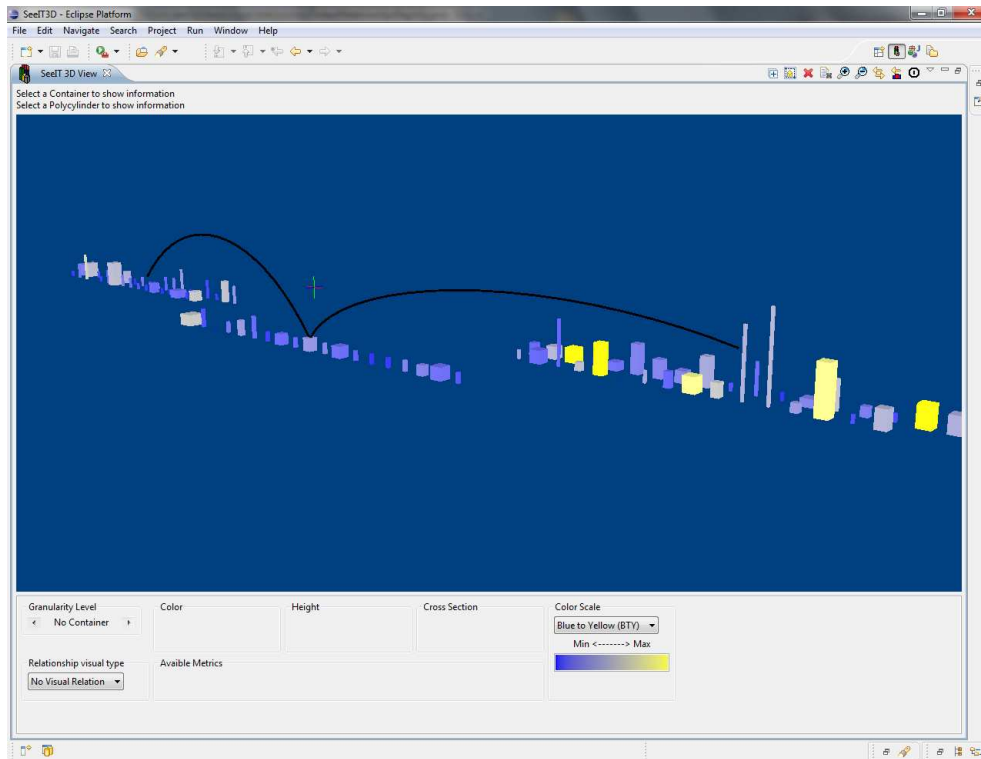 SeeIT3D - Eclipse Platform
File Edit Navigate Search Project Run Window Help
SeeIT 3D View
Select a Container to show information
Select a Polycylinder to show information
Granularity Level Color Height Cross Section Color Scale
No Container
Blue to Yellow (BTY)
Min <-------> Max
Relationship visual type Avaible Metrics
No Visual Relation